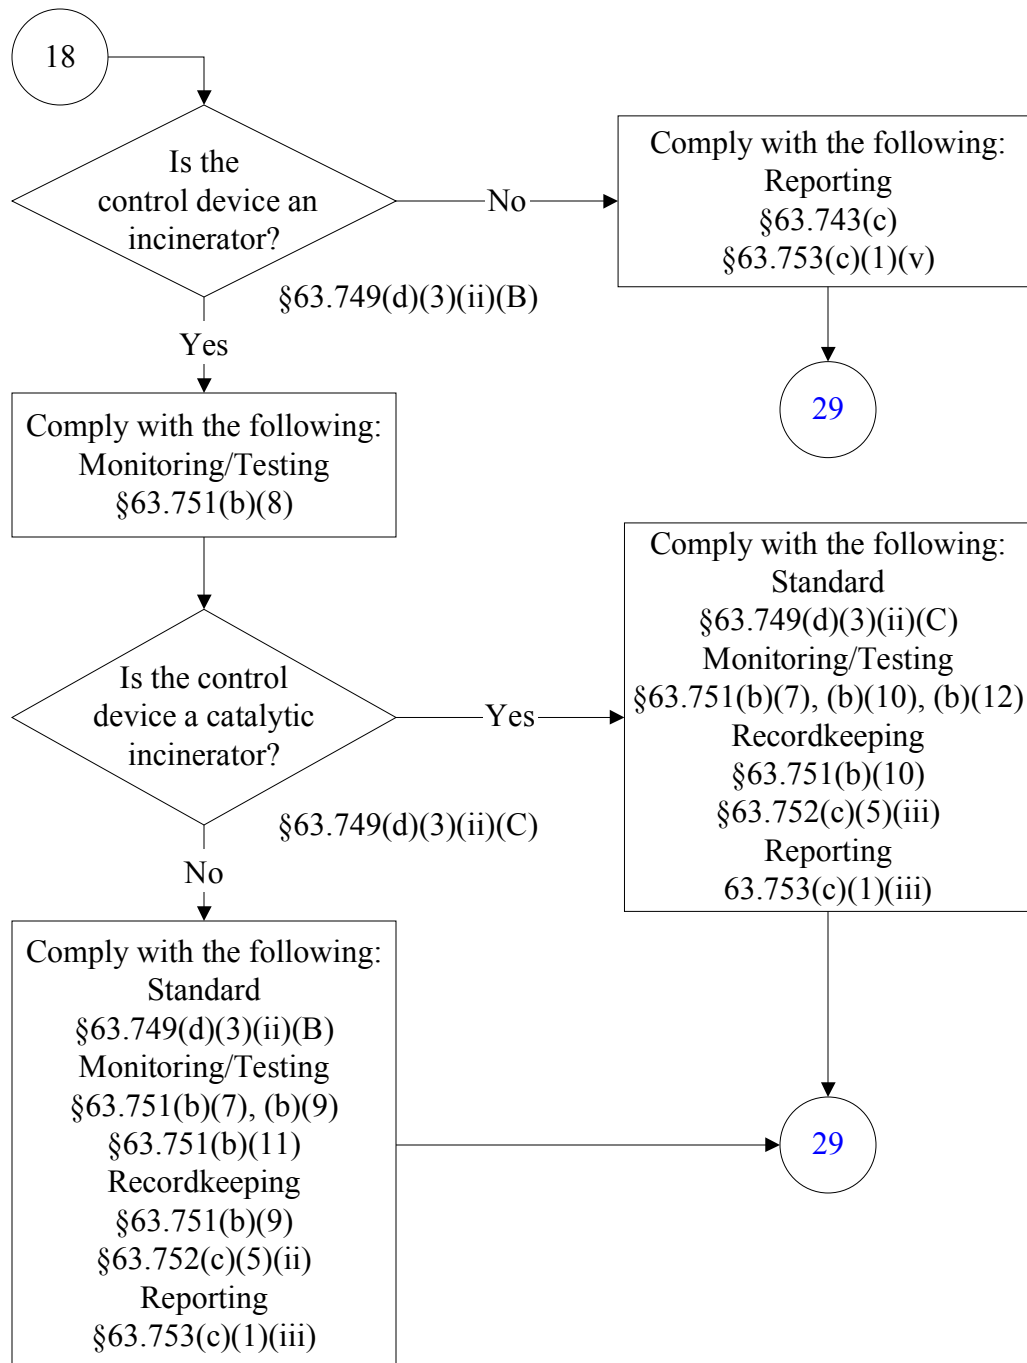 18
Is the
control device an
incinerator?
§63.749(d)(3)(ii)(B)
No
Comply with the following:
Reporting
§63.743(c)
§63.753(c)(1)(v)
29
Yes
Comply with the following:
Monitoring/Testing
§63.751(b)(8)
Is the control
device a catalytic
incinerator?
§63.749(d)(3)(ii)(C)
Yes
Comply with the following:
Standard
§63.749(d)(3)(ii)(C)
Monitoring/Testing
§63.751(b)(7), (b)(10), (b)(12)
Recordkeeping
§63.751(b)(10)
§63.752(c)(5)(iii)
Reporting
63.753(c)(1)(iii)
No
Comply with the following:
Standard
§63.749(d)(3)(ii)(B)
Monitoring/Testing
§63.751(b)(7), (b)(9)
§63.751(b)(11)
Recordkeeping
§63.751(b)(9)
§63.752(c)(5)(ii)
Reporting
§63.753(c)(1)(iii)
29